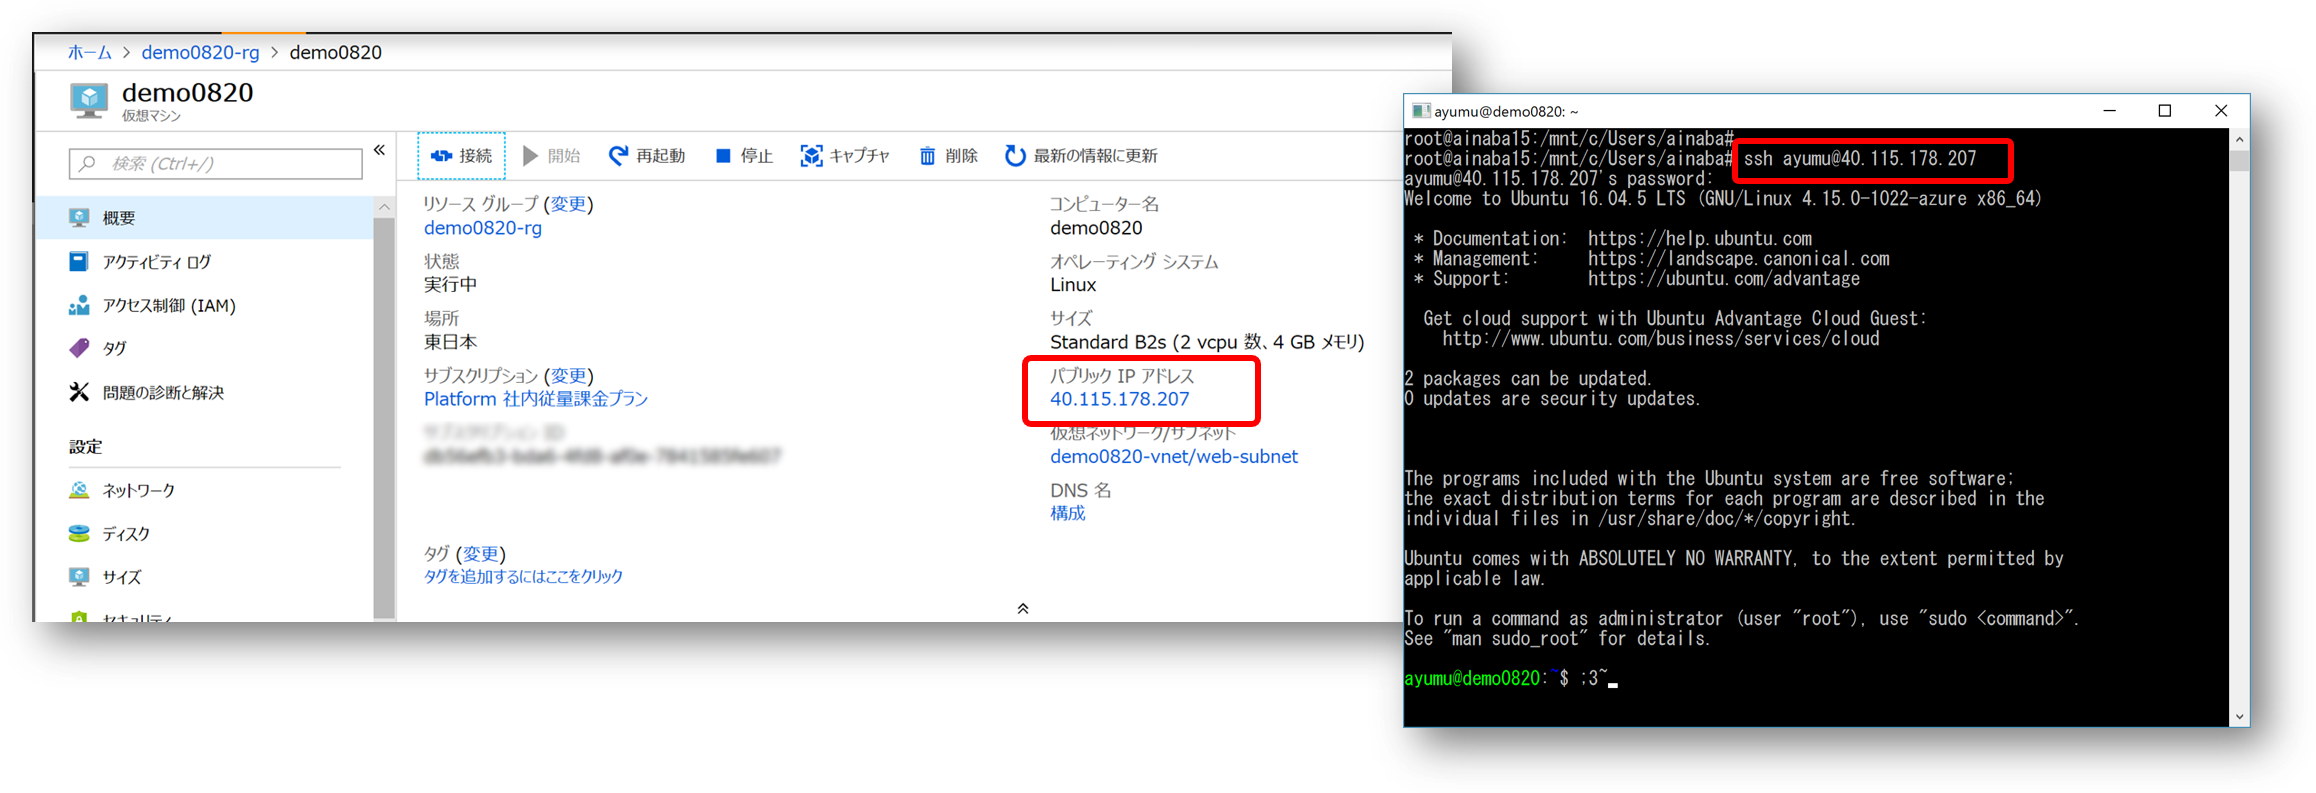 ホーム > demo0820-rg > demo0820
demo0820
仮想マシン
検索 (Ctrl+/)
«
概要
アクティビティ ログ
アクセス制御 (IAM)
タグ
問題の診断と解決
設定
ネットワーク
ディスク
サイズ
セキュリティ
接続 開始 再起動 停止 キャプチャ 削除 最新の情報に更新
リソース グループ (変更)
demo0820-rg
状態
実行中
場所
東日本
サブスクリプション (変更)
Platform 社内従量課金プラン
タグ (変更)
タグを追加するにはここをクリック
コンピューター名
demo0820
オペレーティング システム
Linux
サイズ
Standard B2s (2 vcpu 数、4 GB メモリ)
パブリック IP アドレス
40.115.178.207
仮想ネットワーク/サブネット
demo0820-vnet/web-subnet
DNS 名
構成
ayumu@demo0820: ~
root@ainaba15:/mnt/c/Users/ainaba#
root@ainaba15:/mnt/c/Users/ainaba# ssh ayumu@40.115.178.207
ayumu@40.115.178.207's password:
Welcome to Ubuntu 16.04.5 LTS (GNU/Linux 4.15.0-1022-azure x86_64)
* Documentation: https://help.ubuntu.com
* Management: https://landscape.canonical.com
* Support: https://ubuntu.com/advantage
Get cloud support with Ubuntu Advantage Cloud Guest:
http://www.ubuntu.com/business/services/cloud
2 packages can be updated.
0 updates are security updates.
The programs included with the Ubuntu system are free software;
the exact distribution terms for each program are described in the
individual files in /usr/share/doc/*/copyright.
Ubuntu comes with ABSOLUTELY NO WARRANTY, to the extent permitted by
applicable law.
To run a command as administrator (user "root"), use "sudo <command>".
See "man sudo_root" for details.
ayumu@demo0820:~$ ;3~